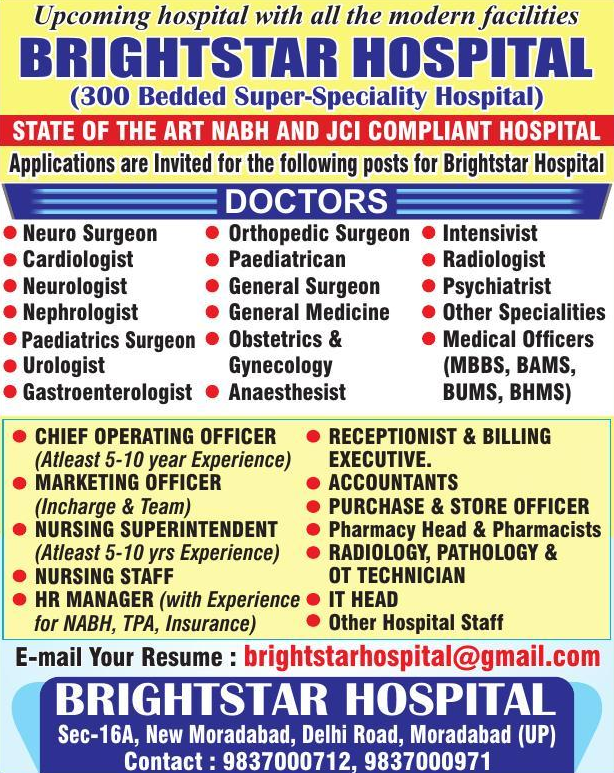 Upcoming hospital with all the modern facilities
BRIGHTSTAR HOSPITAL
(300 Bedded Super-Speciality Hospital)
STATE OF THE ART NABH AND JCI COMPLIANT HOSPITAL
Applications are Invited for the following posts for Brightstar Hospital
DOCTORS
Neuro Surgeon
Cardiologist
Neurologist
Nephrologist
Paediatrics Surgeon
Urologist
Gastroenterologist
Orthopedic Surgeon
Paediatrican
General Surgeon
General Medicine
Obstetrics &
Gynecology
Anaesthesist
Intensivist
Radiologist
Psychiatrist
Other Specialities
Medical Officers
(MBBS, BAMS,
BUMS, BHMS)
CHIEF OPERATING OFFICER
(Atleast 5-10 year Experience)
MARKETING OFFICER
(Incharge & Team)
NURSING SUPERINTENDENT
(Atleast 5-10 yrs Experience)
NURSING STAFF
HR MANAGER (with Experience
for NABH, TPA, Insurance)
RECEPTIONIST & BILLING
EXECUTIVE.
ACCOUNTANTS
PURCHASE & STORE OFFICER
Pharmacy Head & Pharmacists
RADIOLOGY, PATHOLOGY &
OT TECHNICIAN
IT HEAD
Other Hospital Staff
E-mail Your Resume : brightstarhospital@gmail.com
BRIGHTSTAR HOSPITAL
Sec-16A, New Moradabad, Delhi Road, Moradabad (UP)
Contact : 9837000712, 9837000971